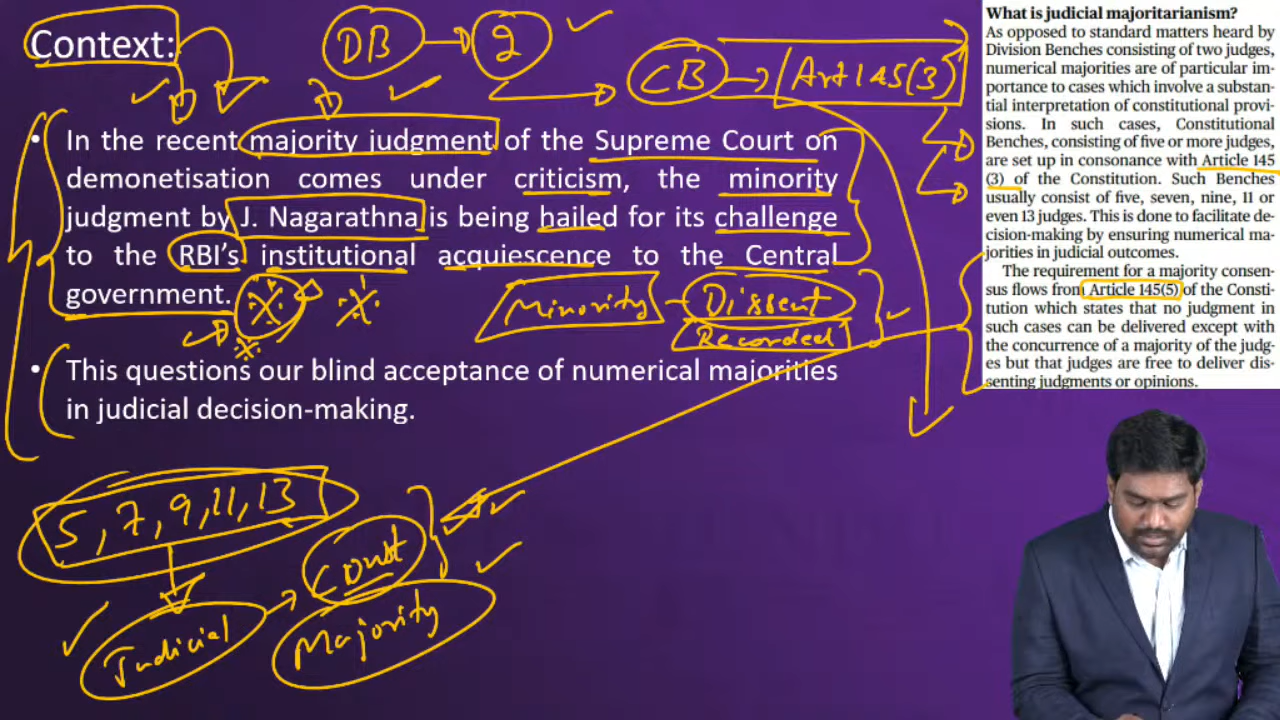 Context:
DB → 2
CB → Art 145(3)
• In the recent majority judgment of the Supreme Court on
demonetisation comes under criticism, the minority
judgment by J. Nagarathna is being hailed for its challenge
to the RBI's institutional acquiescence to the Central
government.
Minority → Dissent
Recorded
• This questions our blind acceptance of numerical majorities
in judicial decision-making.
5, 7, 9, 11, 13
Judicial → Const
Majority
What is judicial majoritarianism?
As opposed to standard matters heard by
Division Benches consisting of two judges,
numerical majorities are of particular im-
portance to cases which involve a substan-
tial interpretation of constitutional provi-
sions. In such cases, Constitutional
Benches, consisting of five or more judges,
are set up in consonance with Article 145
(3) of the Constitution. Such Benches
usually consist of five, seven, nine, 11 or
even 13 judges. This is done to facilitate de-
cision-making by ensuring numerical ma-
jorities in judicial outcomes.
The requirement for a majority consen-
sus flows from Article 145(5) of the Consti-
tution which states that no judgment in
such cases can be delivered except with
the concurrence of a majority of the judg-
es but that judges are free to deliver dis-
senting judgments or opinions.